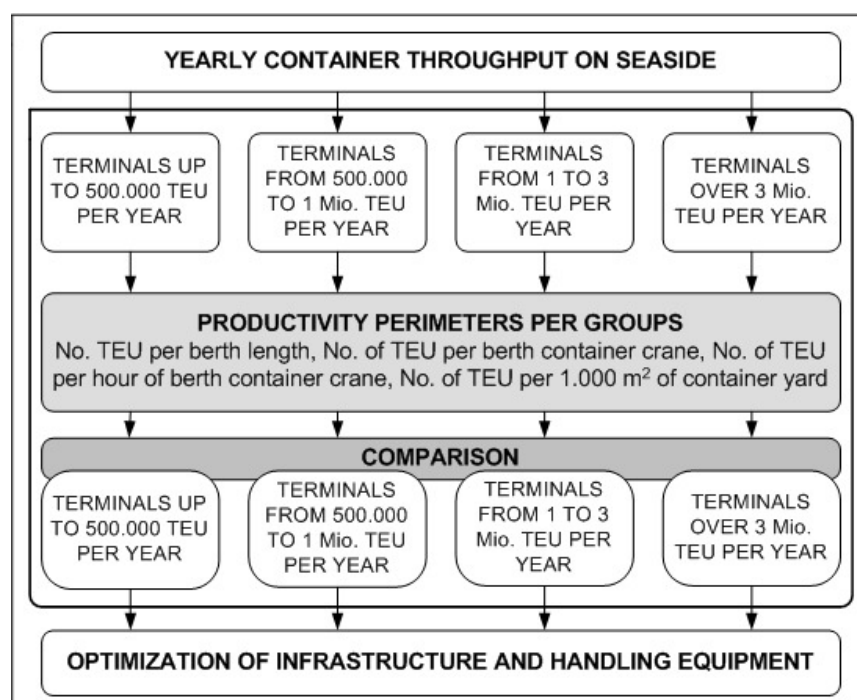 YEARLY CONTAINER THROUGHPUT ON SEASIDE
TERMINALS UP
TO 500.000 TEU
PER YEAR
TERMINALS
FROM 500.000
TO 1 Mio. TEU
PER YEAR
TERMINALS
FROM 1 TO 3
Mio. TEU PER
YEAR
TERMINALS
OVER 3 Mio.
TEU PER YEAR
PRODUCTIVITY PERIMETERS PER GROUPS
No. TEU per berth length, No. of TEU per berth container crane, No. of TEU
per hour of berth container crane, No. of TEU per 1.000 m² of container yard
COMPARISON
TERMINALS UP
TO 500.000 TEU
PER YEAR
TERMINALS
FROM 500.000
TO 1 Mio. TEU
PER YEAR
TERMINALS
FROM 1 TO 3
Mio. TEU PER
YEAR
TERMINALS
OVER 3 Mio.
TEU PER YEAR
OPTIMIZATION OF INFRASTRUCTURE AND HANDLING EQUIPMENT